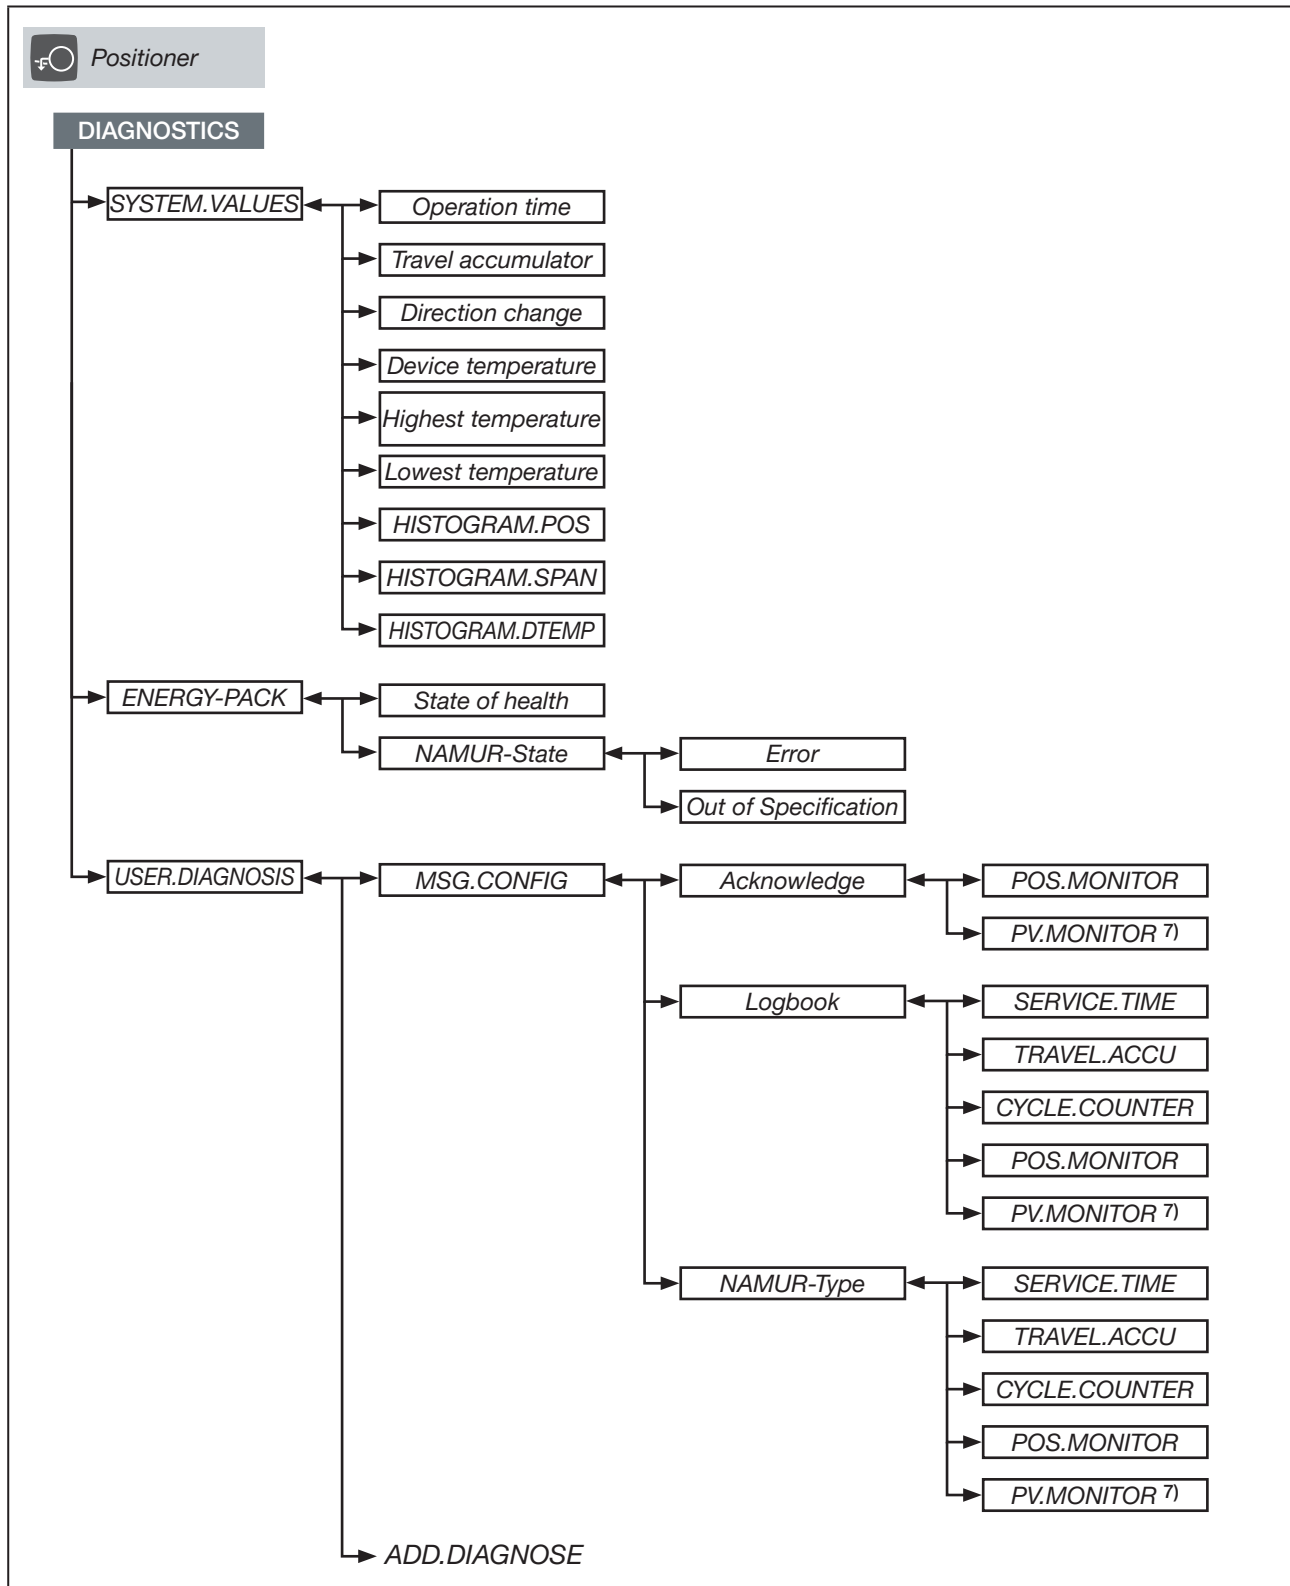 Positioner
DIAGNOSTICS
SYSTEM.VALUES
Operation time
Travel accumulator
Direction change
Device temperature
Highest temperature
Lowest temperature
HISTOGRAM.POS
HISTOGRAM.SPAN
HISTOGRAM.DTEMP
ENERGY-PACK
State of health
NAMUR-State
Error
Out of Specification
USER.DIAGNOSIS
MSG.CONFIG
Acknowledge
POS.MONITOR
PV.MONITOR 7)
Logbook
SERVICE.TIME
TRAVEL.ACCU
CYCLE.COUNTER
POS.MONITOR
PV.MONITOR 7)
NAMUR-Type
SERVICE.TIME
TRAVEL.ACCU
CYCLE.COUNTER
POS.MONITOR
PV.MONITOR 7)
ADD.DIAGNOSE